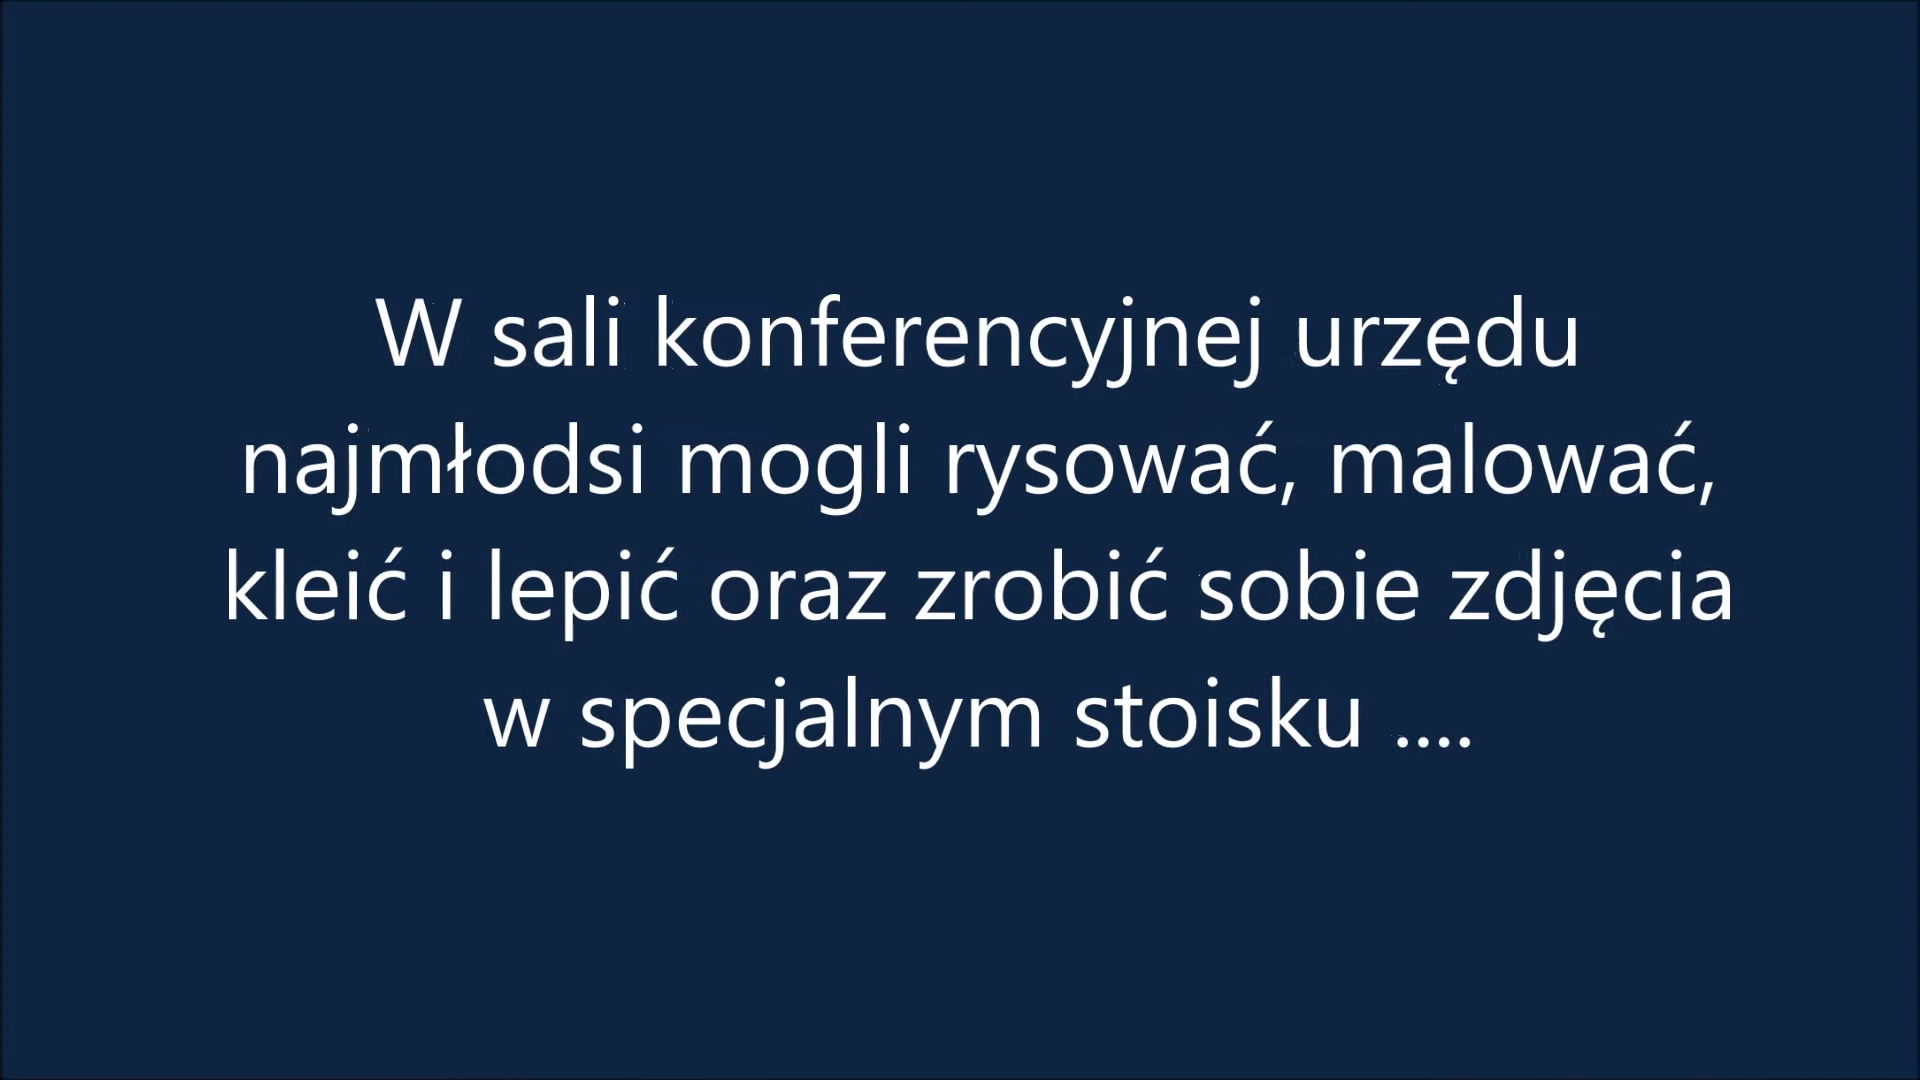 W sali konferencyjnej urzędu
najmłodsi mogli rysować, malować,
kleić i lepić oraz zrobić sobie zdjęcia
w specjalnym stoisku ....